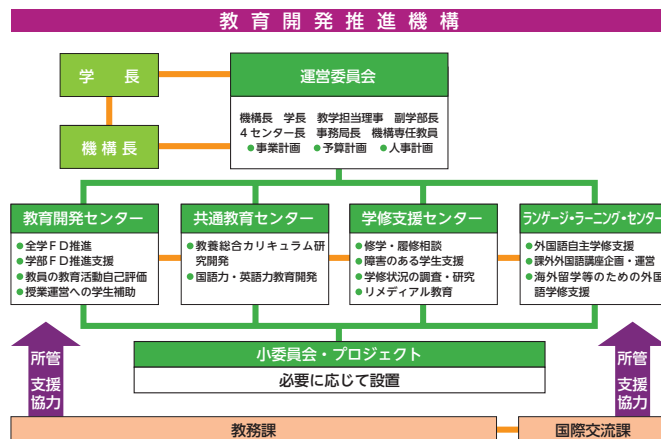 教育開発推進機構
学長
運営委員会
機構長 学長 教学担当理事 副学部長
4センター長 事務局長 機構専任教員
●事業計画 ●予算計画 ●人事計画
機構長
教育開発センター
●全学FD推進
●学部FD推進支援
●教員の教育活動自己評価
●授業運営への学生補助
共通教育センター
●教養総合カリキュラム研
究開発
●国語力・英語力教育開発
学修支援センター
●修学・履修相談
●障害のある学生支援
●学修状況の調査・研究
●リメディアル教育
ランゲージ・ラーニング・センター
●外国語自主学修支援
●課外外国語講座企画・運営
●海外留学等のための外国
語学修支援
小委員会・プロジェクト
必要に応じて設置
所管
支援
協力
所管
支援
協力
教務課
国際交流課